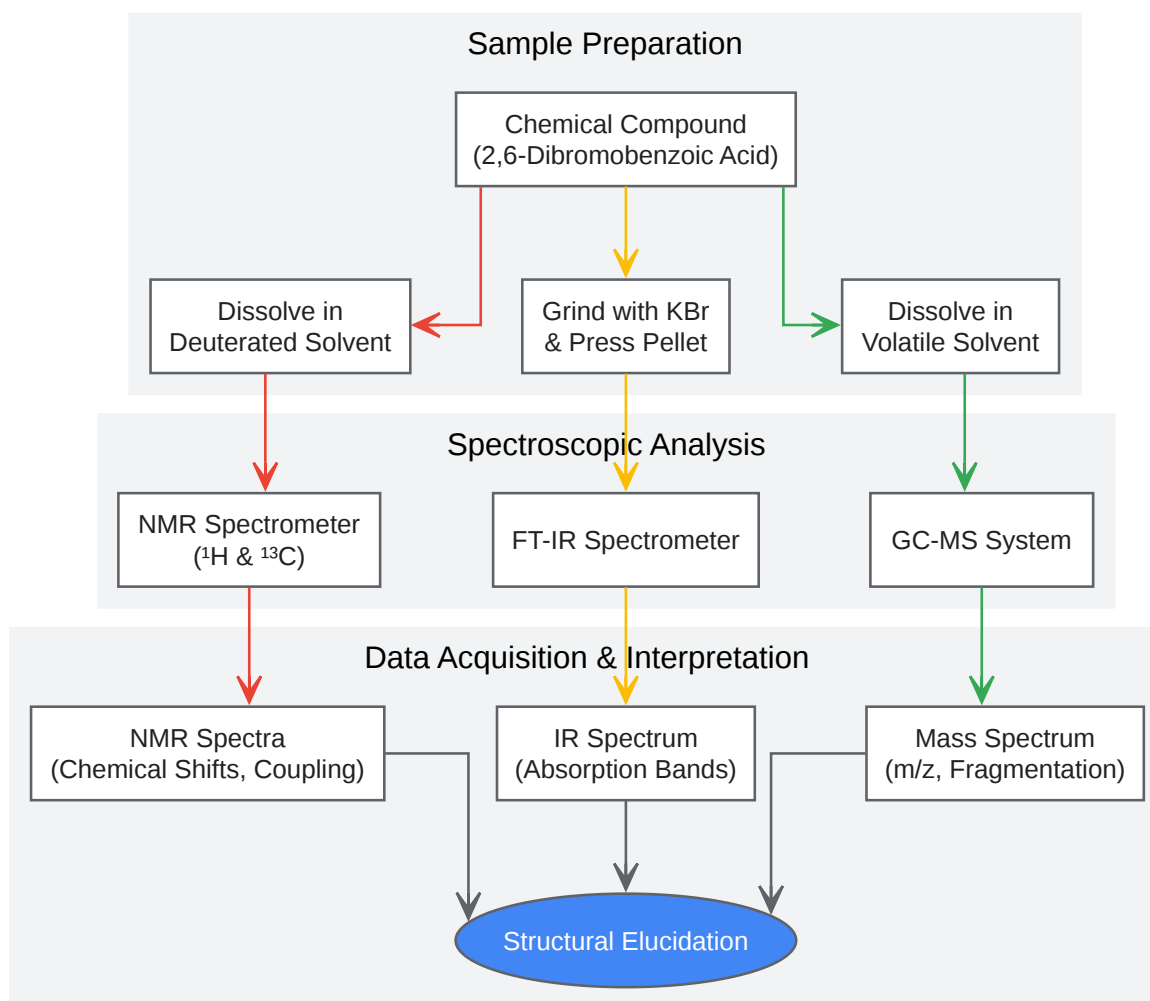 Sample Preparation
Chemical Compound
(2,6-Dibromobenzoic Acid)
Dissolve in
Deuterated Solvent
Grind with KBr
& Press Pellet
Dissolve in
Volatile Solvent
Spectroscopic Analysis
NMR Spectrometer
(¹H & ¹³C)
FT-IR Spectrometer
GC-MS System
Data Acquisition & Interpretation
NMR Spectra
(Chemical Shifts, Coupling)
IR Spectrum
(Absorption Bands)
Mass Spectrum
(m/z, Fragmentation)
Structural Elucidation